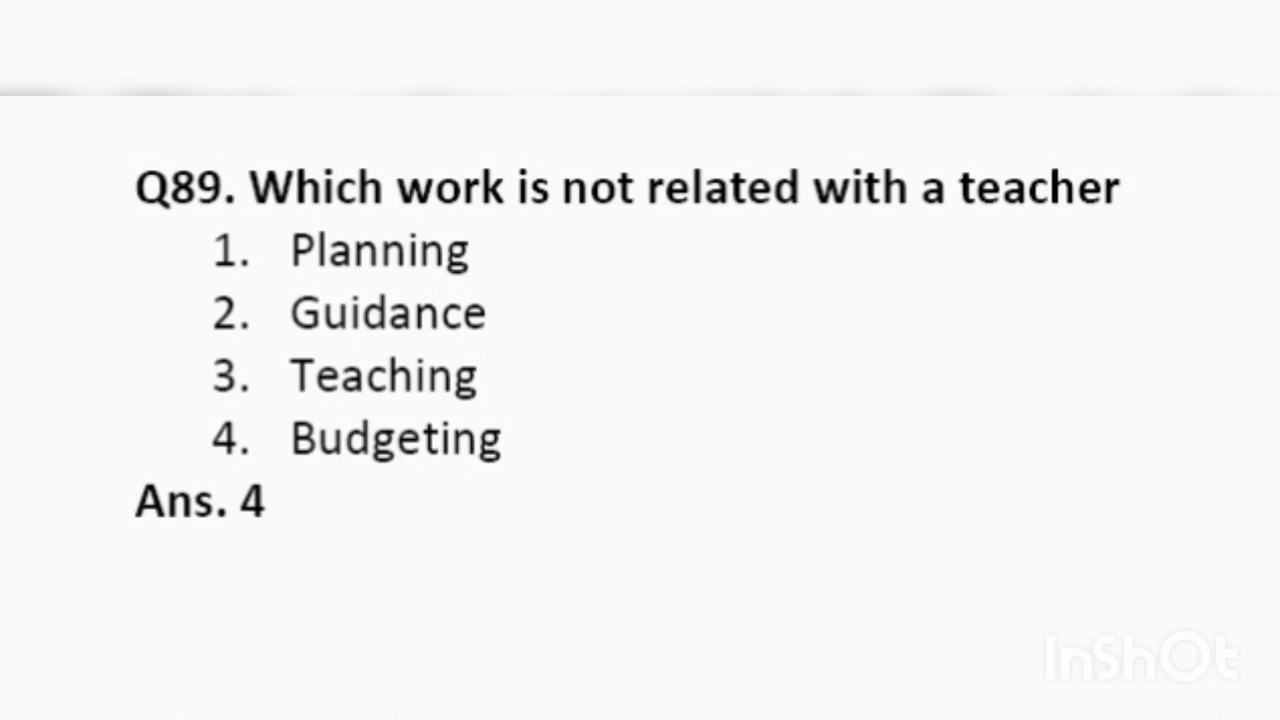 Q89. Which work is not related with a teacher
1. Planning
2. Guidance
3. Teaching
4. Budgeting
Ans. 4
InShOt